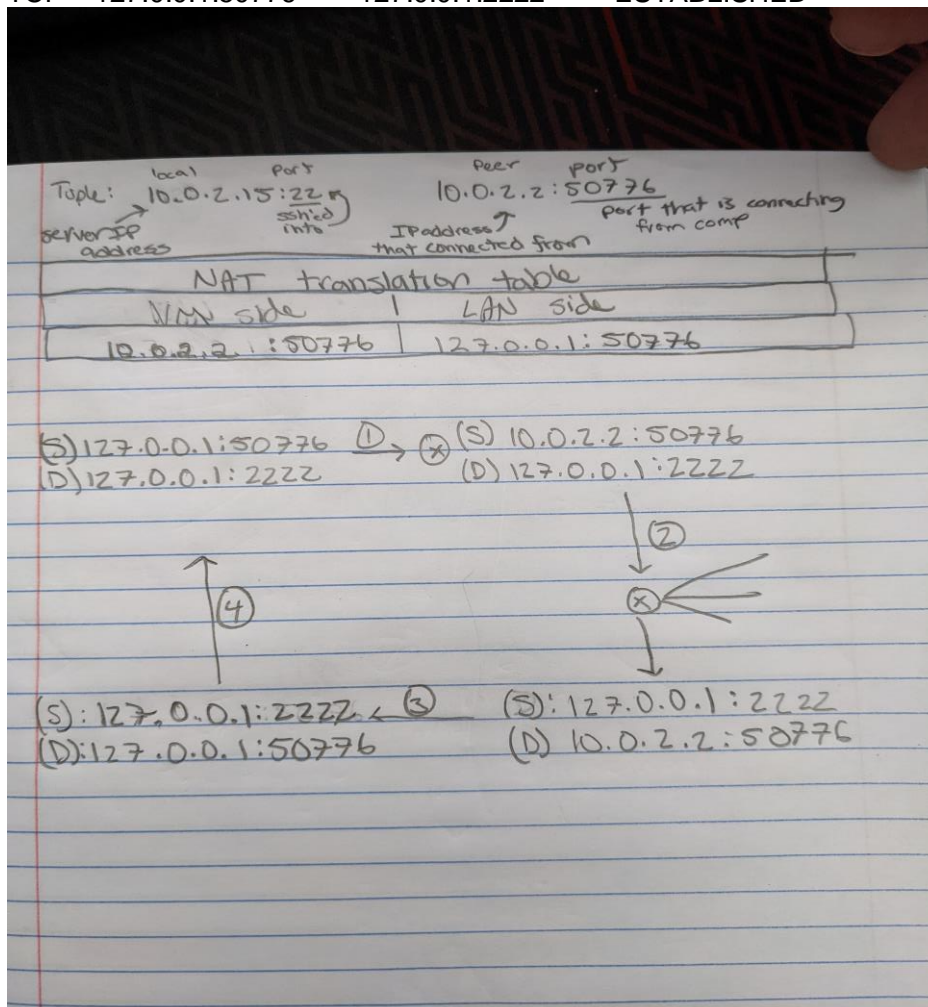 TCP 127.0.0.1:50776 127.0.0.1:2222 ESTABLISHED
local port Peer port
Tuple: 10.0.2.15:22 10.0.2.2:50776
server IP address
sshed into
IP address that connected from
port that is connecting from comp
NAT translation table
WAN side | LAN side
10.0.2.2 :50776 | 127.0.0.1:50776
(S) 127.0.0.1:50776 ① (S) 10.0.2.2:50776
(D) 127.0.0.1:2222 (D) 127.0.0.1:2222
②
④
(S): 127.0.0.1:2222 ③ (S): 127.0.0.1:2222
(D): 127.0.0.1:50776 (D) 10.0.2.2:50776